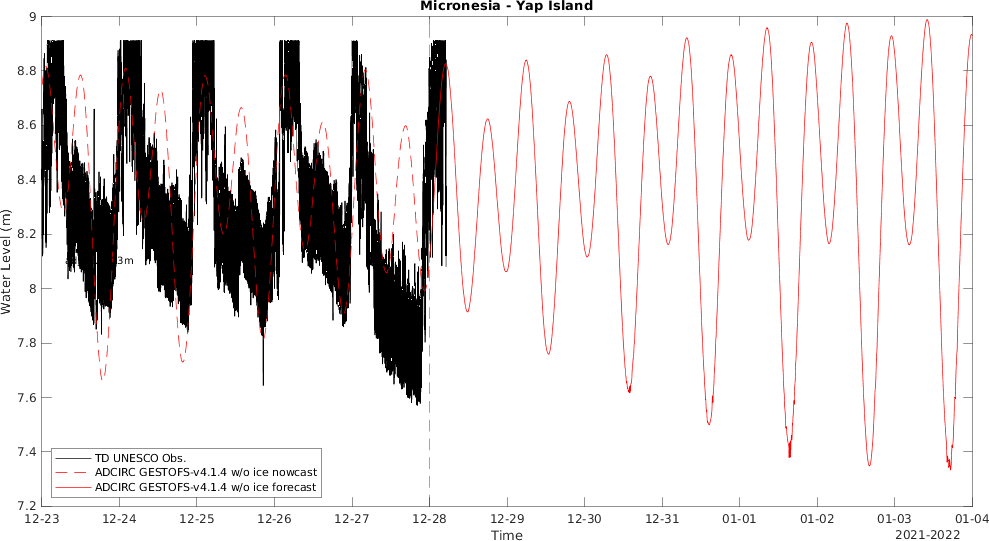 Micronesia - Yap Island
Water Level (m)
9
8.8
8.6
8.4
8.2
8
7.8
7.6
7.4
7.2
3m
TD UNESCO Obs.
ADCIRC GESTOFS-v4.1.4 w/o ice nowcast
ADCIRC GESTOFS-v4.1.4 w/o ice forecast
12-23 12-24 12-25 12-26 12-27 12-28 12-29 12-30 12-31 01-01 01-02 01-03 01-04
Time
2021-2022